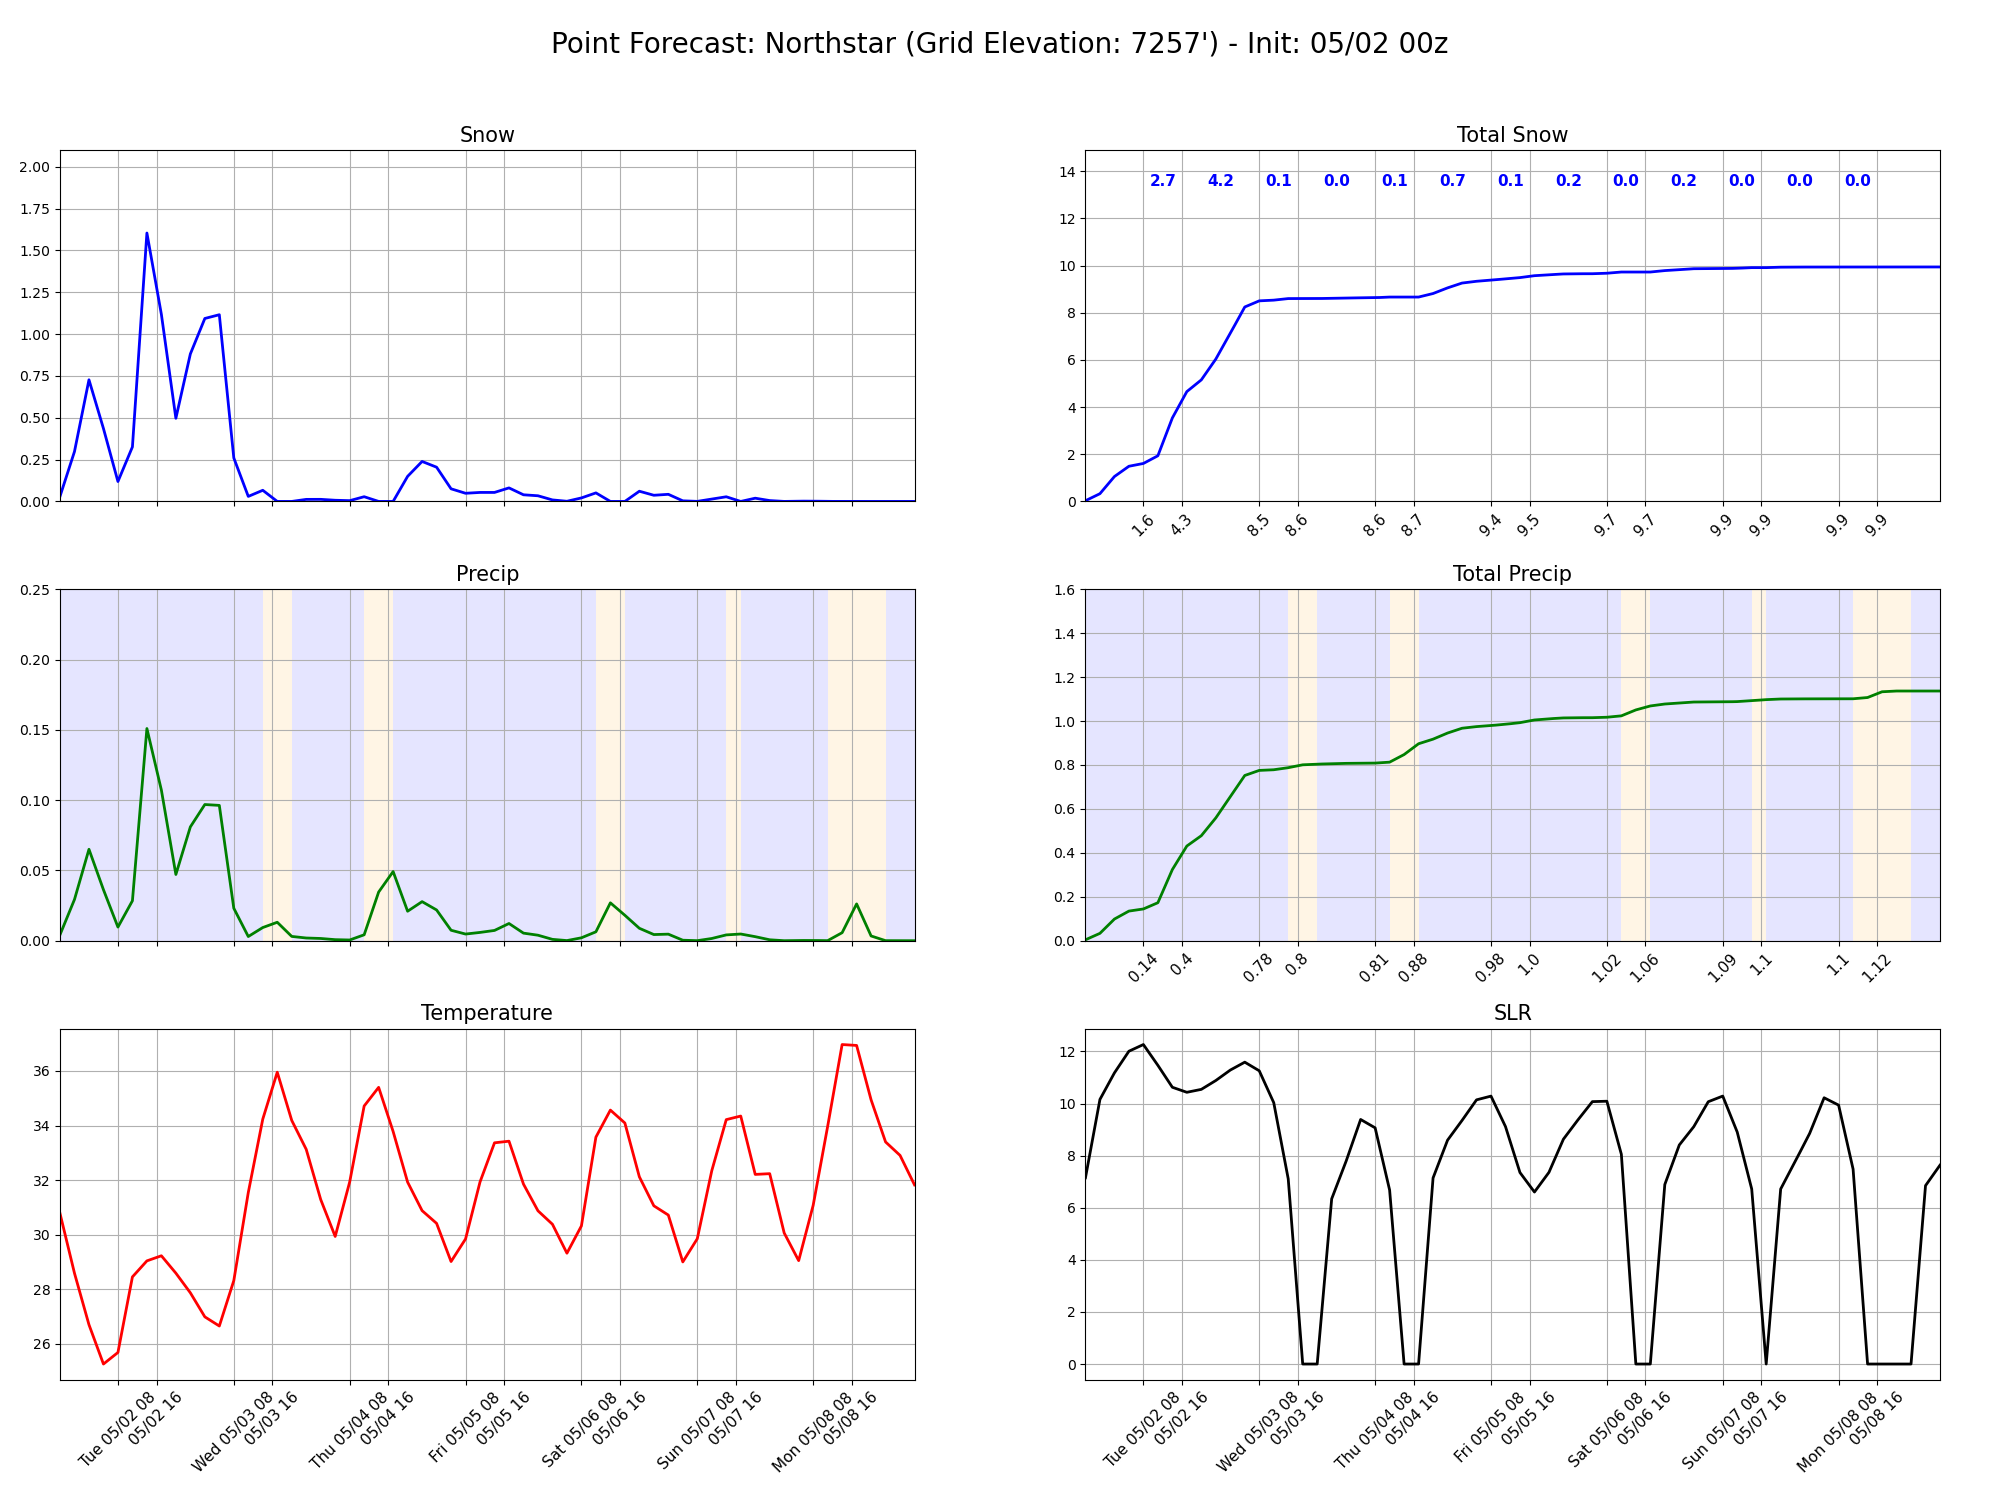 Point Forecast: Northstar (Grid Elevation: 7257') - Init: 05/02 00z
Snow
2.00
1.75
1.50
1.25
1.00
0.75
0.50
0.25
0.00
Total Snow
14
12
10
8
6
4
2
0
2.7 4.2 0.1 0.0 0.1 0.7 0.1 0.2 0.0 0.2 0.0 0.0 0.0
1.6 4.3 8.5 8.6 8.6 8.7 9.4 9.5 9.7 9.7 9.9 9.9 9.9 9.9
Precip
0.25
0.20
0.15
0.10
0.05
0.00
Total Precip
1.6
1.4
1.2
1.0
0.8
0.6
0.4
0.2
0.0
0.14 0.4 0.78 0.8 0.81 0.88 0.98 1.0 1.02 1.06 1.09 1.1 1.1 1.12
Temperature
36
34
32
30
28
26
Tue 05/02 08
05/02 16
Wed 05/03 08
05/03 16
Thu 05/04 08
05/04 16
Fri 05/05 08
05/05 16
Sat 05/06 08
05/06 16
Sun 05/07 08
05/07 16
Mon 05/08 08
05/08 16
SLR
12
10
8
6
4
2
0
Tue 05/02 08
05/02 16
Wed 05/03 08
05/03 16
Thu 05/04 08
05/04 16
Fri 05/05 08
05/05 16
Sat 05/06 08
05/06 16
Sun 05/07 08
05/07 16
Mon 05/08 08
05/08 16